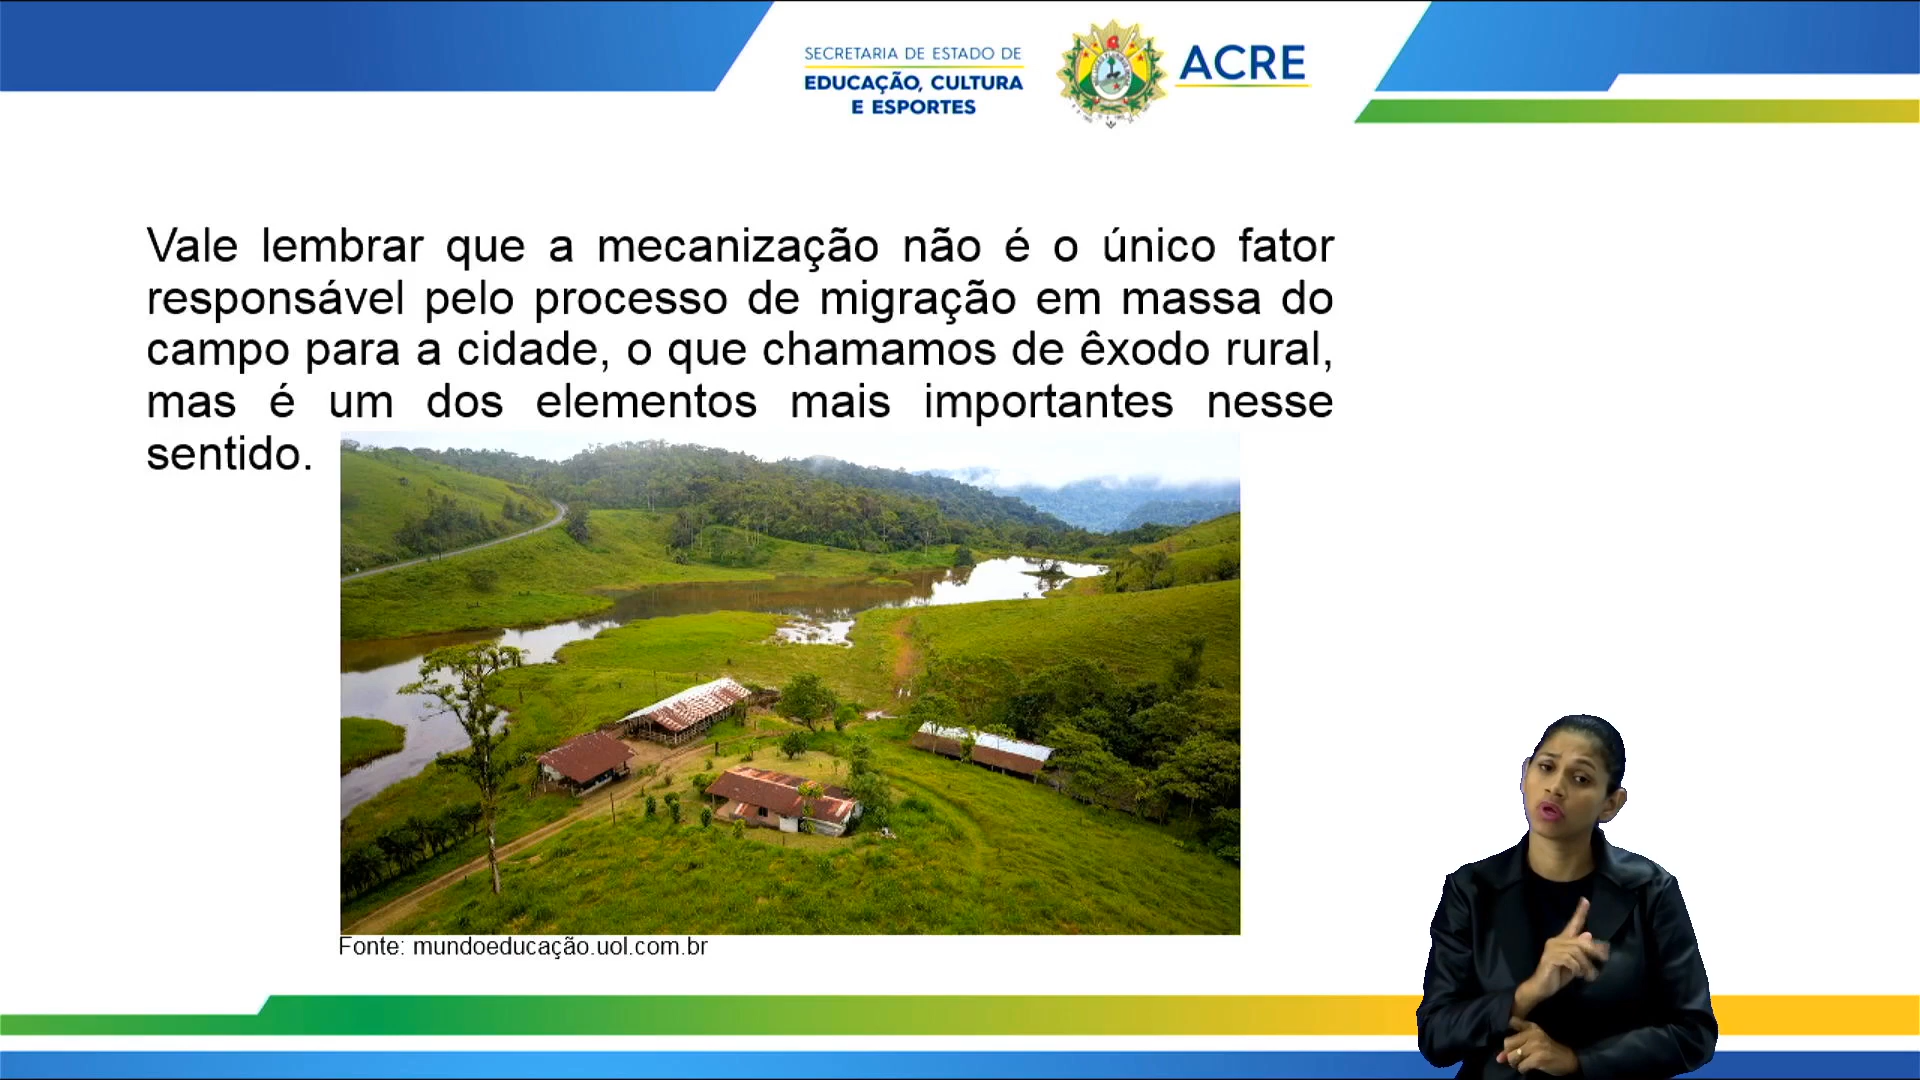 SECRETARIA DE ESTADO DE
EDUCAÇÃO, CULTURA
E ESPORTES
ACRE
Vale lembrar que a mecanização não é o único fator
responsável pelo processo de migração em massa do
campo para a cidade, o que chamamos de êxodo rural,
mas é um dos elementos mais importantes nesse
sentido.
Fonte: mundoeducação.uol.com.br